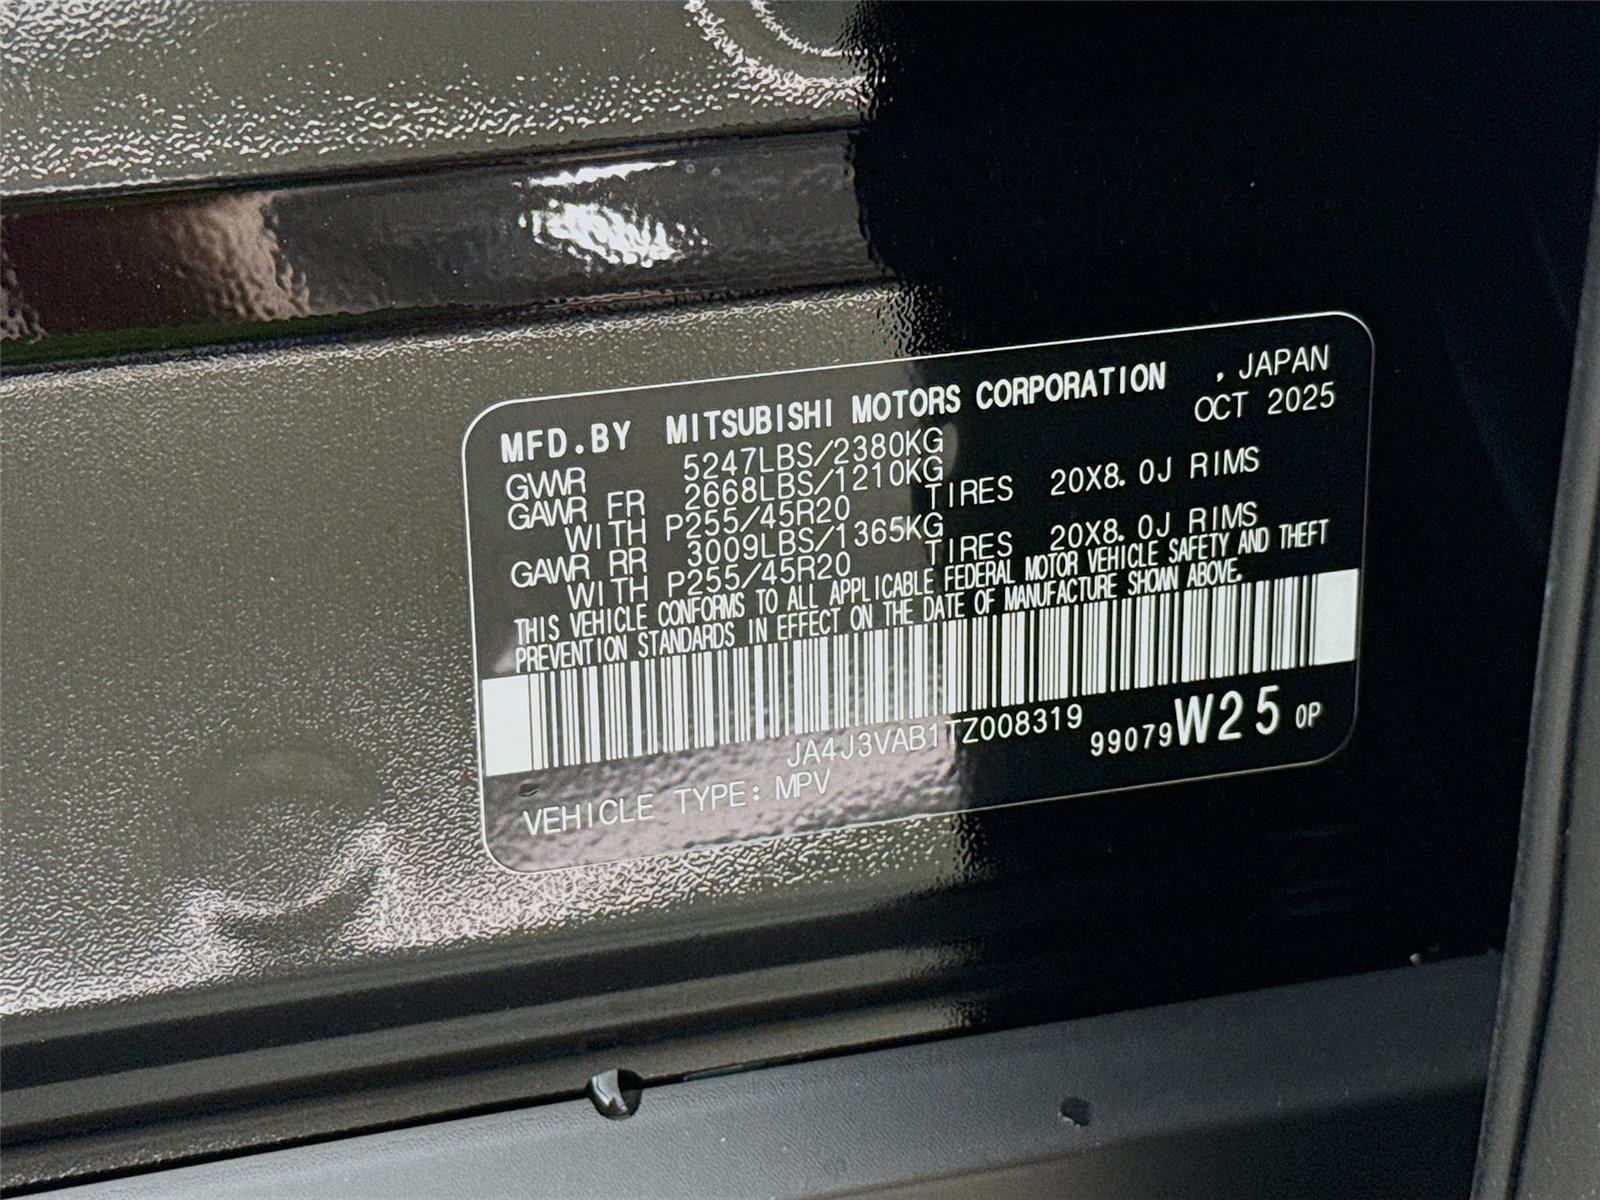 MFD.BY MITSUBISHI MOTORS CORPORATION , JAPAN
OCT 2025
GVWR 5247LBS/2380KG
GAWR FR 2668LBS/1210KG
WITH P255/45R20 TIRES 20X8.0J RIMS
GAWR RR 3009LBS/1365KG
WITH P255/45R20 TIRES 20X8.0J RIMS
THIS VEHICLE CONFORMS TO ALL APPLICABLE FEDERAL MOTOR VEHICLE SAFETY AND THEFT
PREVENTION STANDARDS IN EFFECT ON THE DATE OF MANUFACTURE SHOWN ABOVE.
JA4J3VAB1TZ008319 99079 W25 0P
VEHICLE TYPE: MPV